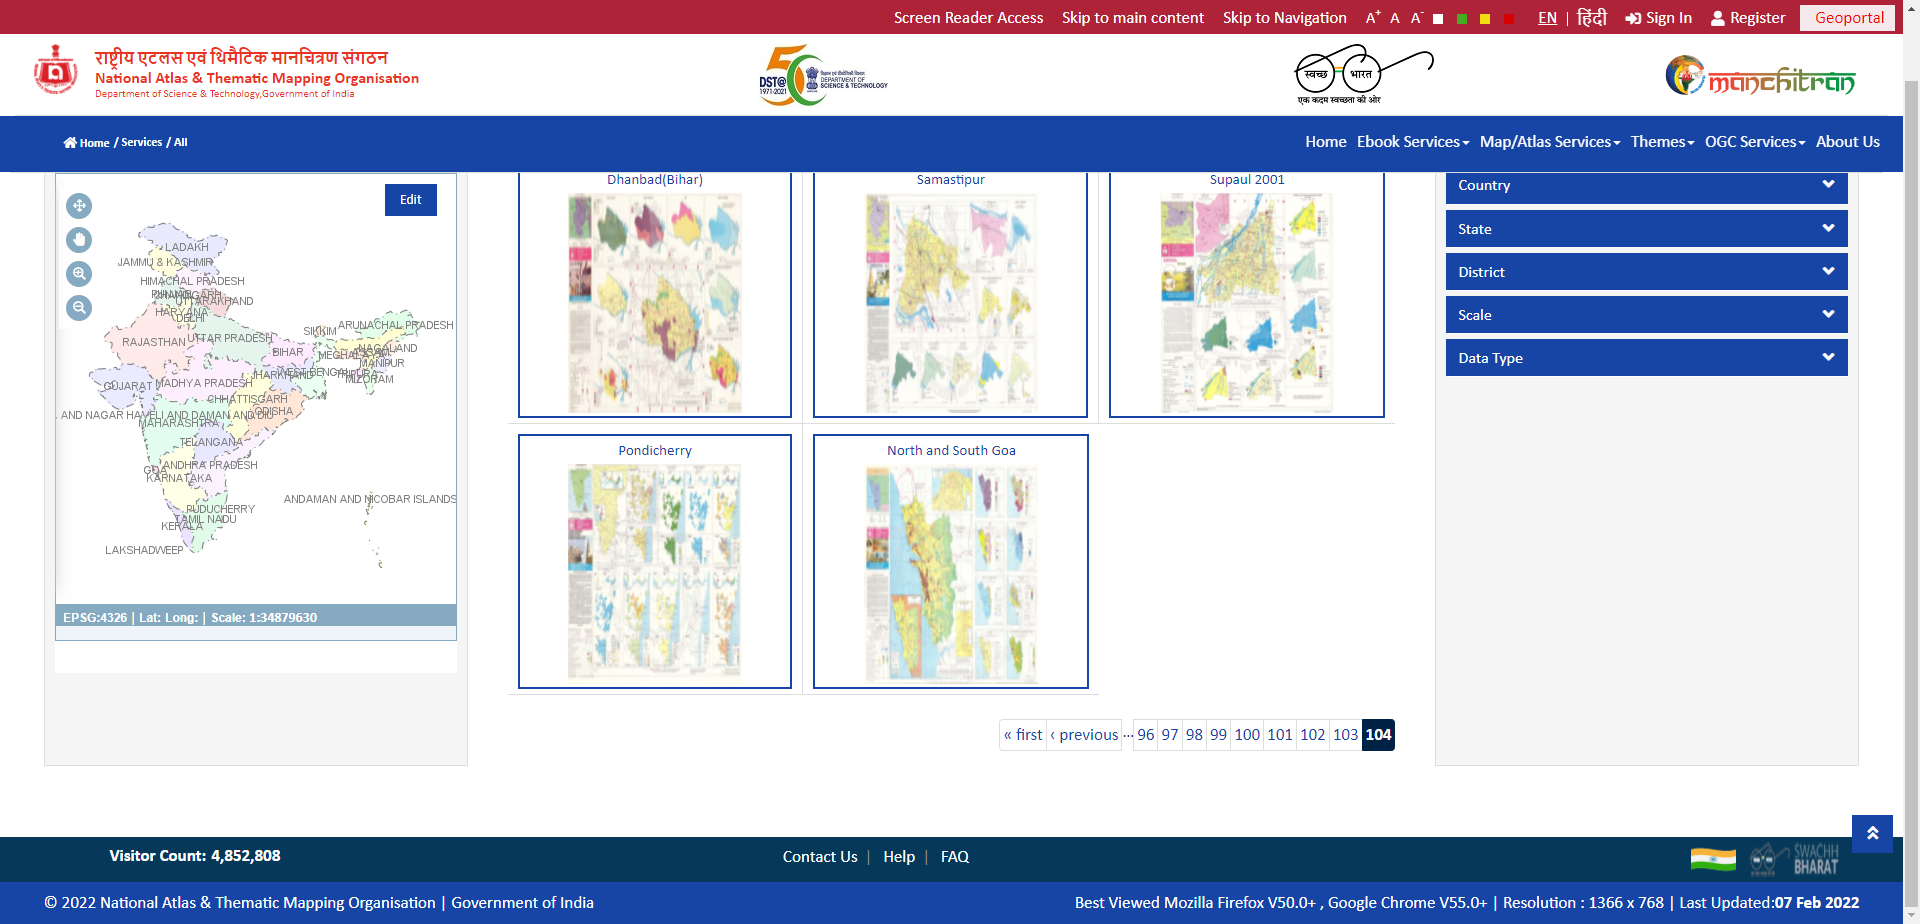 Screen Reader Access Skip to main content Skip to Navigation A+ A A- EN | हिंदी Sign In Register Geoportal
राष्ट्रीय एटलस एवं थिमैटिक मानचित्रण संगठन
National Atlas & Thematic Mapping Organisation
Department of Science & Technology,Government of India
DST@50
1971-2021
DEPARTMENT OF
SCIENCE & TECHNOLOGY
स्वच्छ भारत
एक कदम स्वच्छता की ओर
manchitran
Home / Services / All
Home Ebook Services Map/Atlas Services Themes OGC Services About Us
Edit
LADAKH
JAMMU & KASHMIR
HIMACHAL PRADESH
CHANDIGARH
UTTARAKHAND
HARYANA
DELHI
ARUNACHAL PRADESH
SIKKIM
RAJASTHAN
UTTAR PRADESH
BIHAR
NAGALAND
MEGHALAYA
MANIPUR
JHARKHAND
WEST BENGAL
TRIPURA
MIZORAM
GUJARAT
MADHYA PRADESH
CHHATTISGARH
ODISHA
AND NAGAR HAVELI AND DAMAN AND DIU
MAHARASHTRA
TELANGANA
ANDHRA PRADESH
GOA
KARNATAKA
ANDAMAN AND NICOBAR ISLANDS
PUDUCHERRY
TAMIL NADU
KERALA
LAKSHADWEEP
EPSG:4326 | Lat: Long: | Scale: 1:34879630
Dhanbad(Bihar)
Samastipur
Supaul 2001
Pondicherry
North and South Goa
« first ‹ previous ... 96 97 98 99 100 101 102 103 104
Country
State
District
Scale
Data Type
Visitor Count: 4,852,808
Contact Us | Help | FAQ
SWACHH
BHARAT
© 2022 National Atlas & Thematic Mapping Organisation | Government of India
Best Viewed Mozilla Firefox V50.0+ , Google Chrome V55.0+ | Resolution : 1366 x 768 | Last Updated:07 Feb 2022